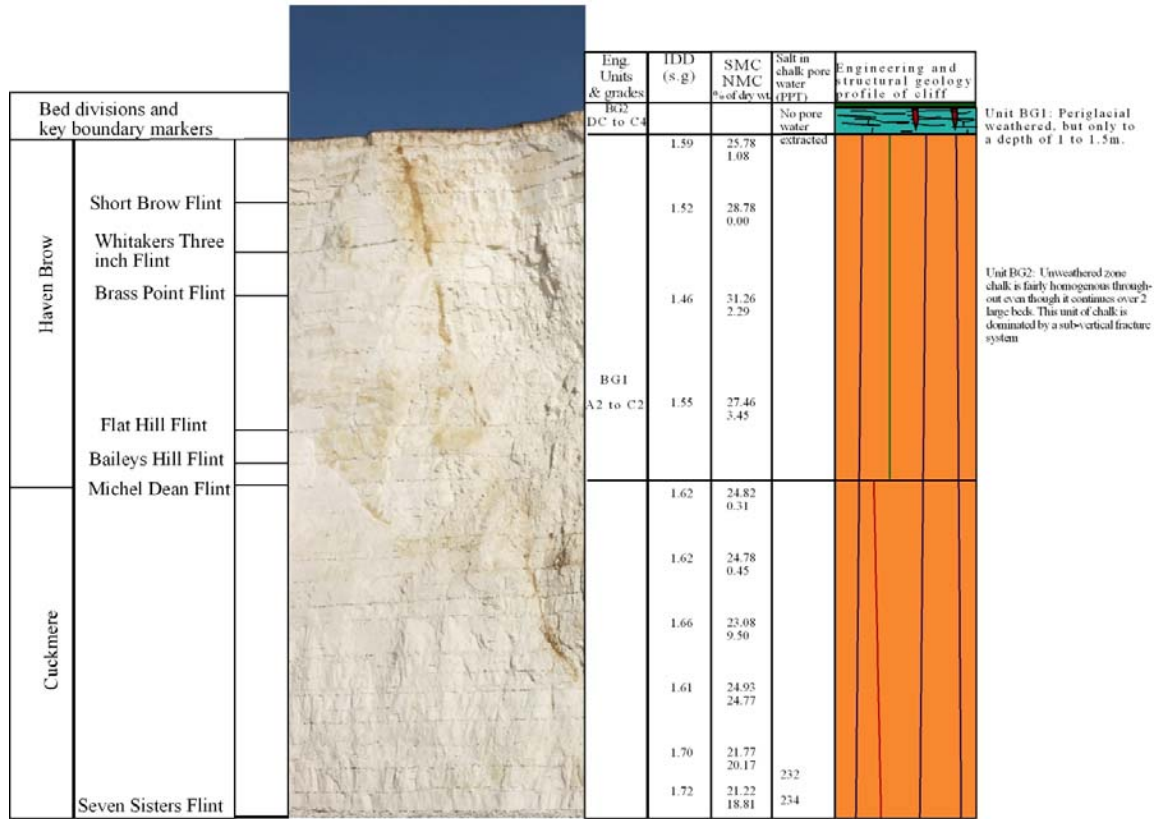 Bed divisions and
key boundary markers
Haven Brow
Short Brow Flint
Whitakers Three
inch Flint
Brass Point Flint
Flat Hill Flint
Baileys Hill Flint
Cuckmere
Michel Dean Flint
Seven Sisters Flint
Eng.
Units
& grades
BG2
DC to C4
BG1
A2 to C2
IDD
(s.g)
1.59
1.52
1.46
1.55
1.62
1.62
1.66
1.61
1.70
1.72
SMC
NMC
% of dry wt.
25.78
1.08
28.78
0.00
31.26
2.29
27.46
3.45
24.82
0.31
24.78
0.45
23.08
9.50
24.93
24.77
21.77
20.17
21.22
18.81
Salt in
chalk pore
water
(PPT)
No pore
water
extracted
232
234
Engineering and
structural geology
profile of cliff
Unit BG1: Periglacial
weathered, but only to
a depth of 1 to 1.5m.
Unit BG2: Unweathered zone
chalk is fairly homogenous through-
out even though it continues over 2
large beds. This unit of chalk is
dominated by a sub-vertical fracture
system